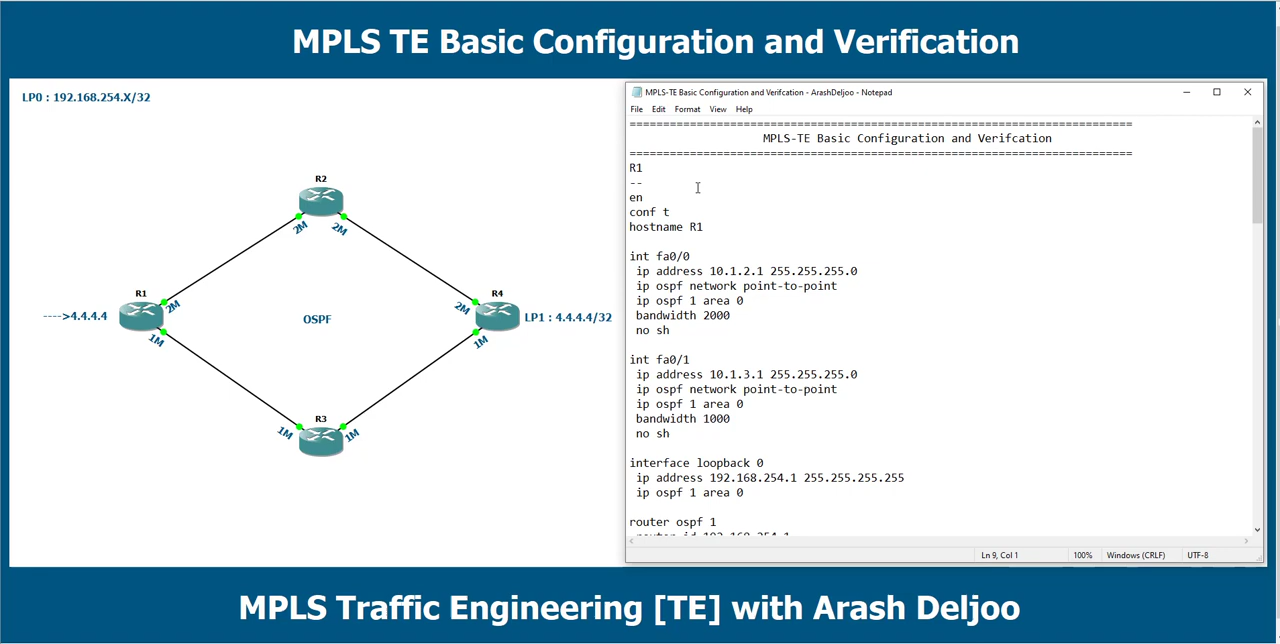 MPLS TE Basic Configuration and Verification
LP0 : 192.168.254.X/32
R2
2M
2M
R1
2M
---->4.4.4.4
1M
OSPF
R4
2M
LP1 : 4.4.4.4/32
1M
R3
1M
1M
MPLS-TE Basic Configuration and Verifcation - ArashDeljoo - Notepad
File Edit Format View Help
==========================================================================
MPLS-TE Basic Configuration and Verifcation
==========================================================================
R1
--
en
conf t
hostname R1
int fa0/0
ip address 10.1.2.1 255.255.255.0
ip ospf network point-to-point
ip ospf 1 area 0
bandwidth 2000
no sh
int fa0/1
ip address 10.1.3.1 255.255.255.0
ip ospf network point-to-point
ip ospf 1 area 0
bandwidth 1000
no sh
interface loopback 0
ip address 192.168.254.1 255.255.255.255
ip ospf 1 area 0
router ospf 1
router id 192.168.254.1
Ln 9, Col 1
100%
Windows (CRLF)
UTF-8
MPLS Traffic Engineering [TE] with Arash Deljoo